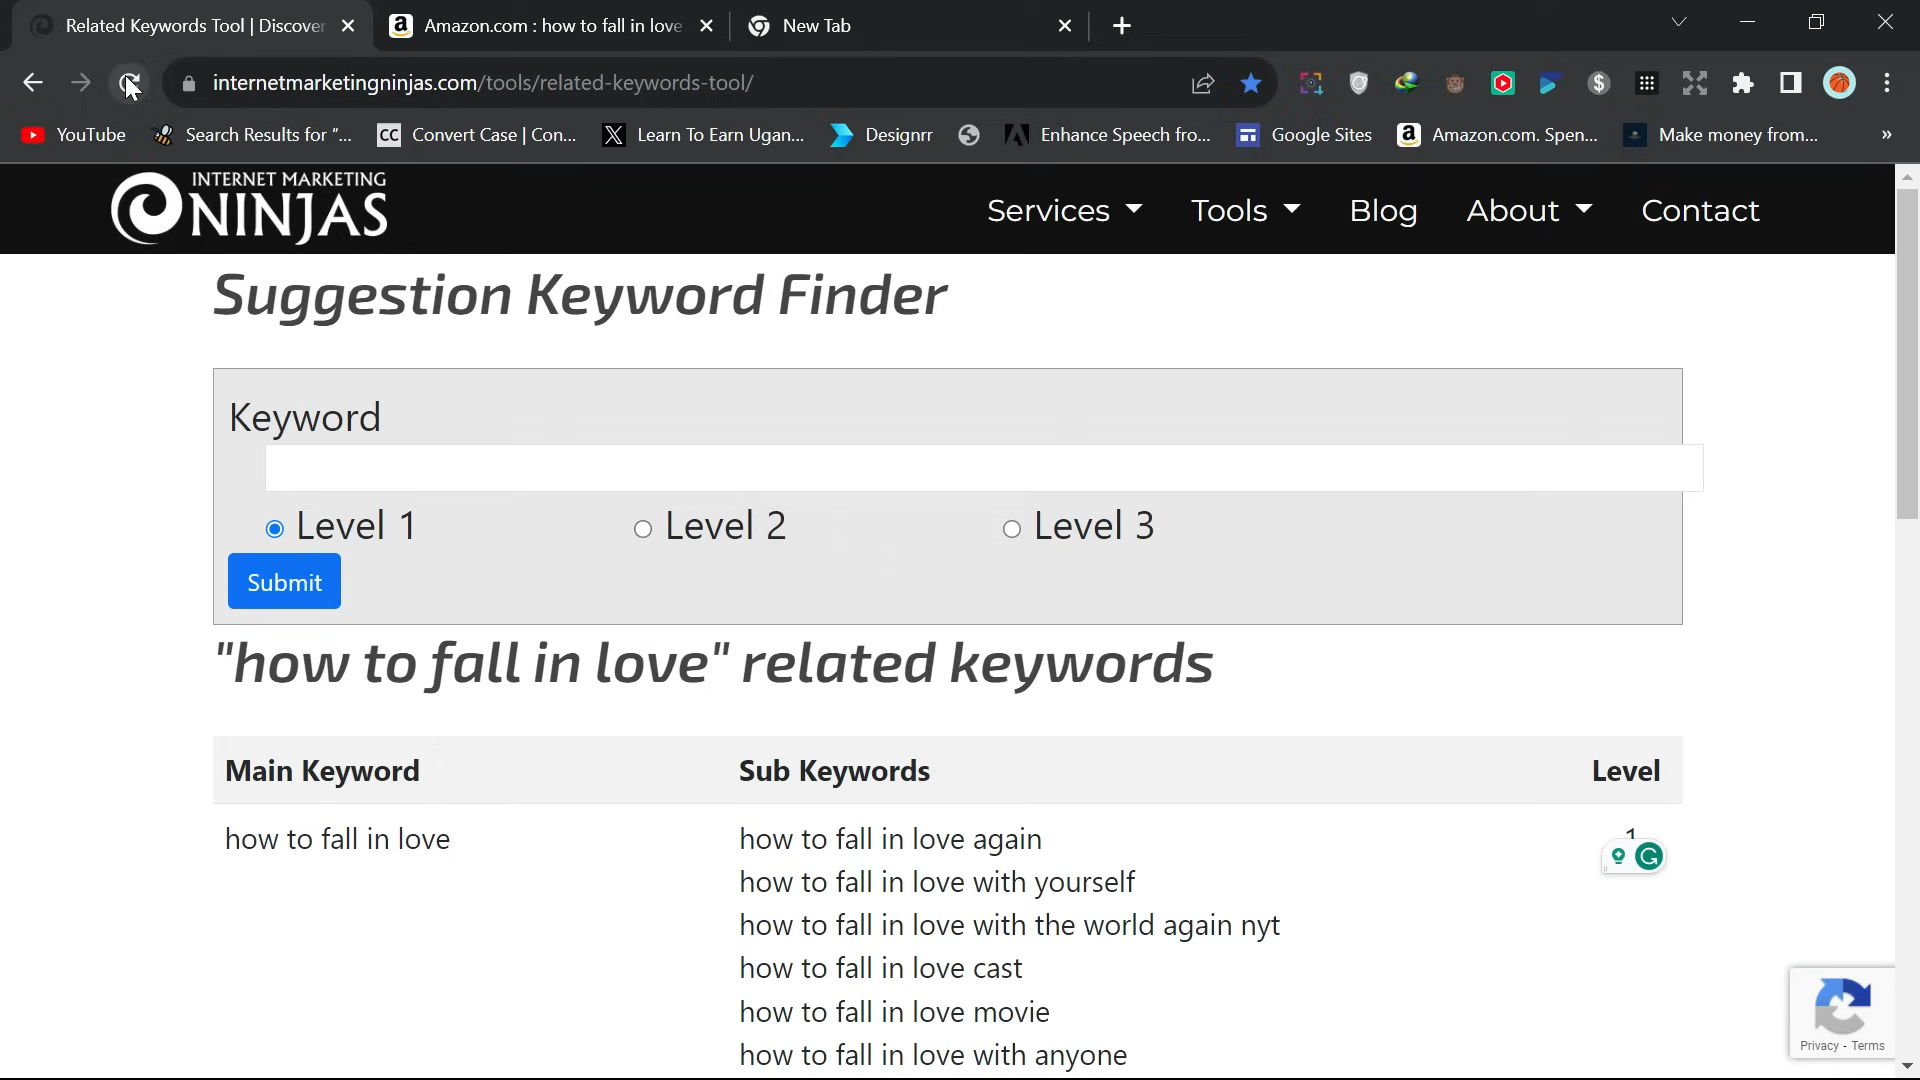 Related Keywords Tool | Discover
Amazon.com : how to fall in love
New Tab
internetmarketingninjas.com/tools/related-keywords-tool/
YouTube
Search Results for “...
CC
Convert Case | Con...
Learn To Earn Ugan...
Designrr
Enhance Speech fro...
Google Sites
Amazon.com. Spen...
Make money from...
»
INTERNET MARKETING
NINJAS
Services
Tools
Blog
About
Contact
Suggestion Keyword Finder
Keyword
Level 1
Level 2
Level 3
Submit
"how to fall in love" related keywords
Main Keyword
Sub Keywords
Level
how to fall in love
how to fall in love again
1
how to fall in love with yourself
how to fall in love with the world again nyt
how to fall in love cast
how to fall in love movie
how to fall in love with anyone
Privacy - Terms